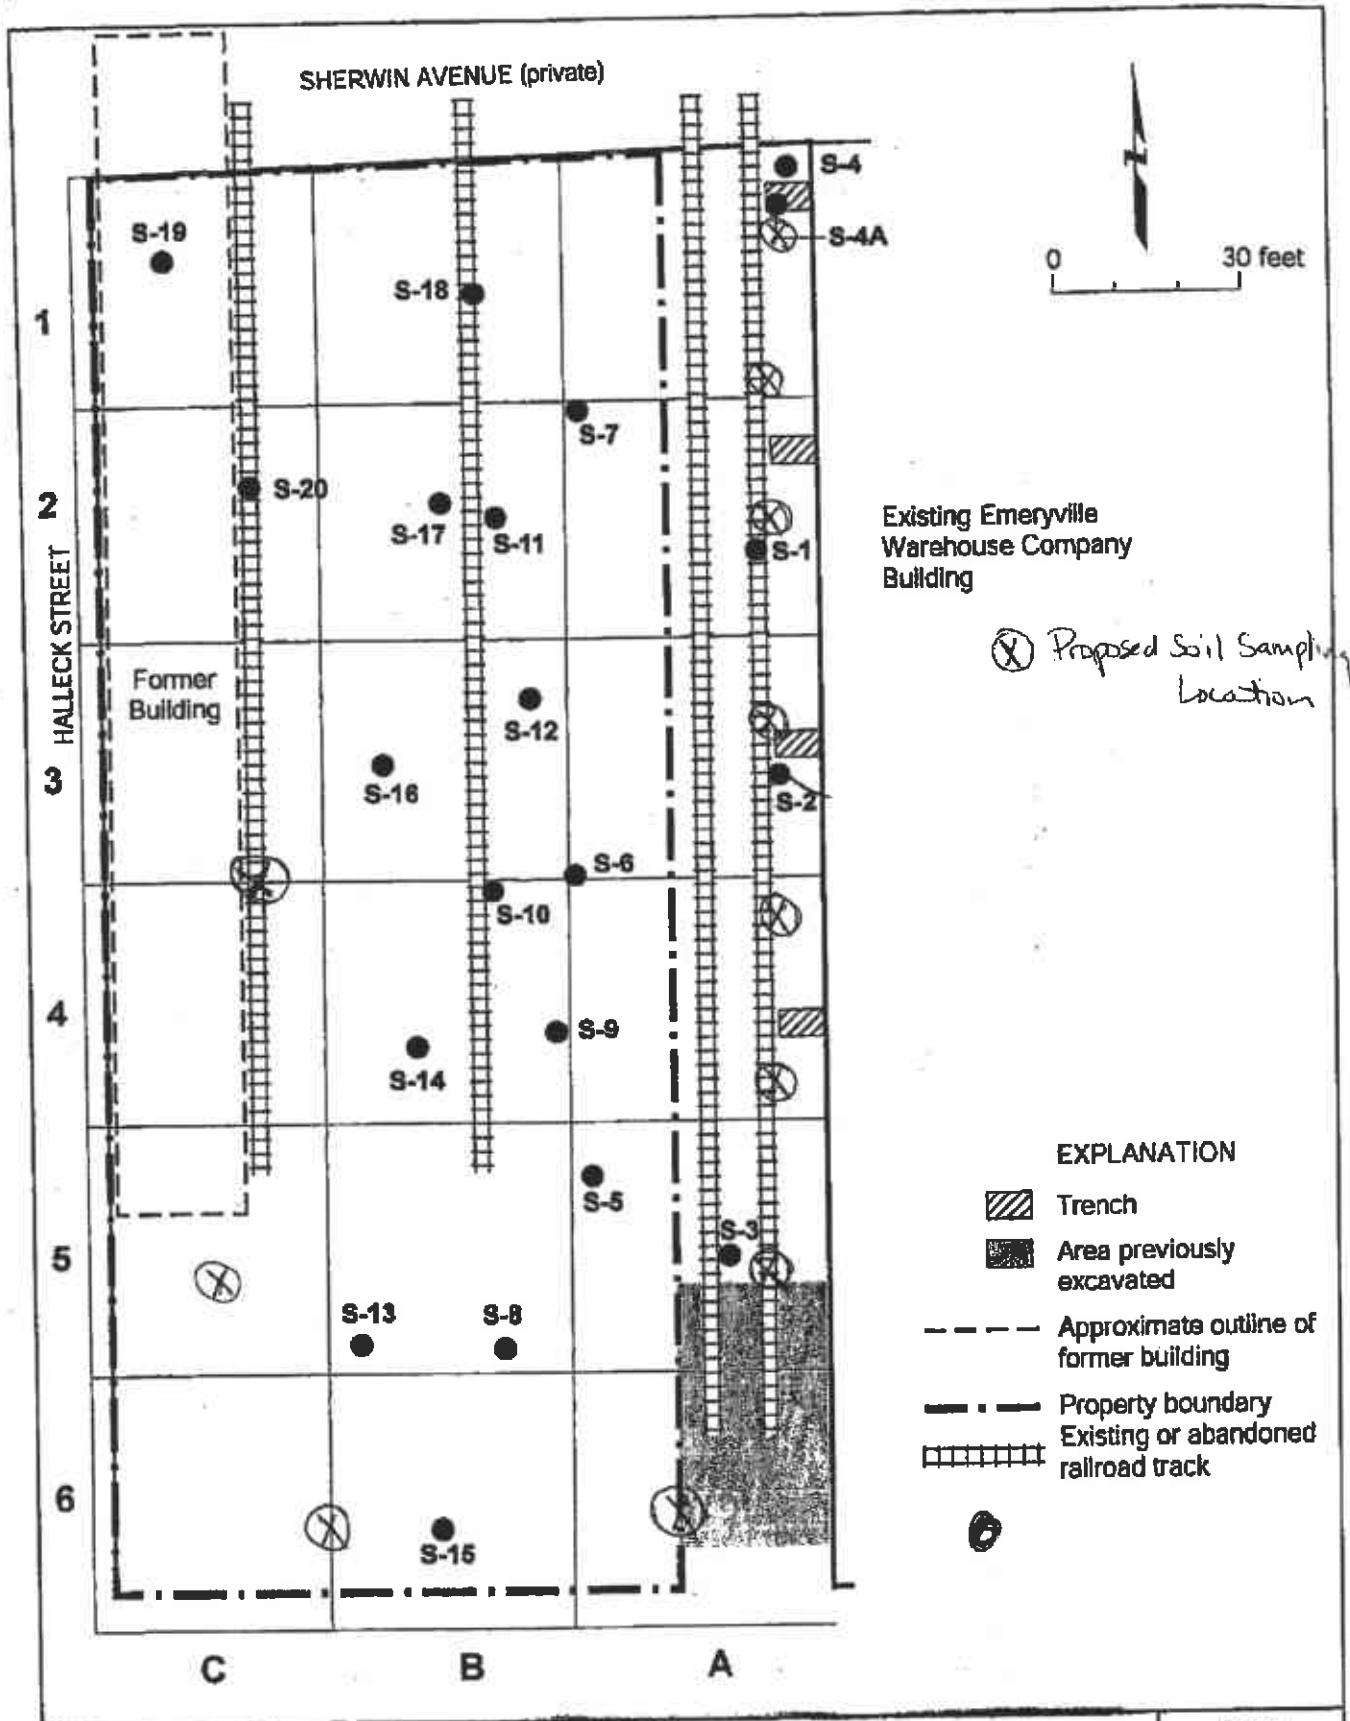 SHERWIN AVENUE (private)
S-4
S-4A
N
0 30 feet
S-19
S-18
1
S-7
S-20
S-17
S-11
S-1
2
Existing Emeryville
Warehouse Company
Building
HALLECK STREET
Proposed Soil Sampling
Location
Former
Building
S-12
S-16
S-2
3
S-6
S-10
4
S-9
S-14
S-5
S-3
5
S-13
S-8
EXPLANATION
Trench
Area previously
excavated
Approximate outline of
former building
Property boundary
Existing or abandoned
railroad track
6
S-15
C B A